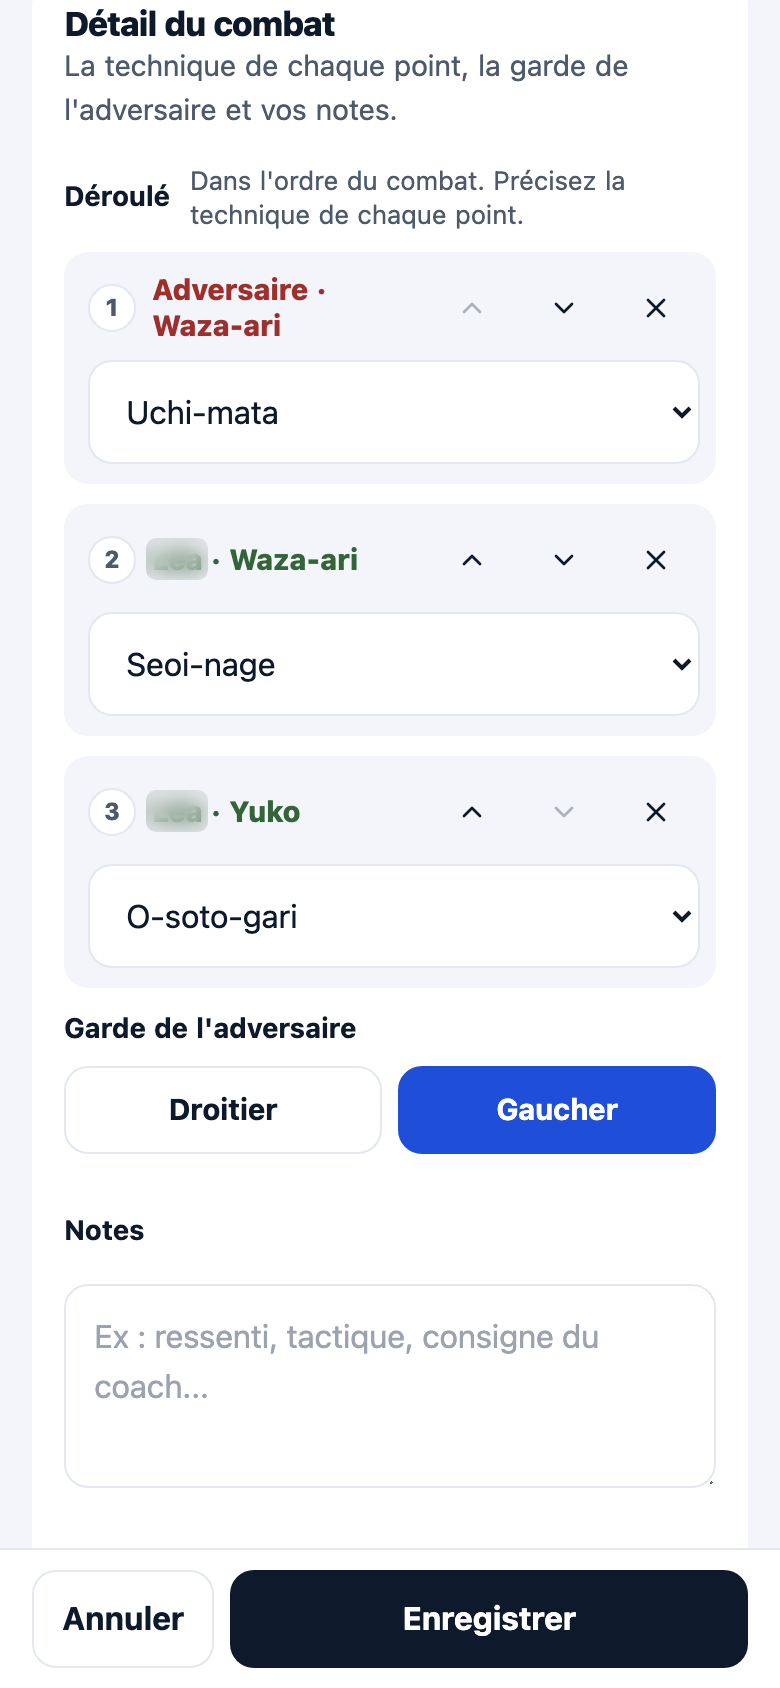 Détail du combat
La technique de chaque point, la garde de
l'adversaire et vos notes.
Déroulé
Dans l'ordre du combat. Précisez la
technique de chaque point.
1
Adversaire ·
Waza-ari
Uchi-mata
2
· Waza-ari
Seoi-nage
3
· Yuko
O-soto-gari
Garde de l'adversaire
Droitier
Gaucher
Notes
Ex : ressenti, tactique, consigne du
coach...
Annuler
Enregistrer